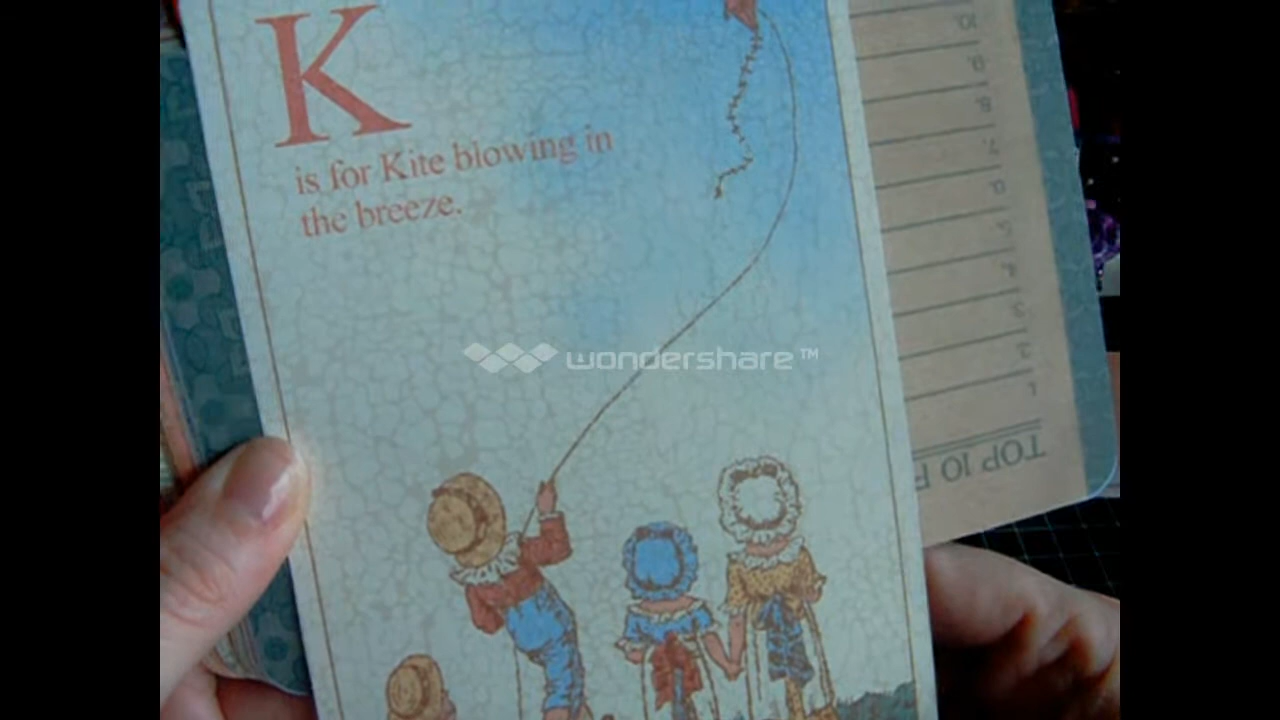 K
is for Kite blowing in
the breeze.
wondershare™
10.
9.
8.
7.
6.
5.
4.
3.
2.
1.
TOP 10 F